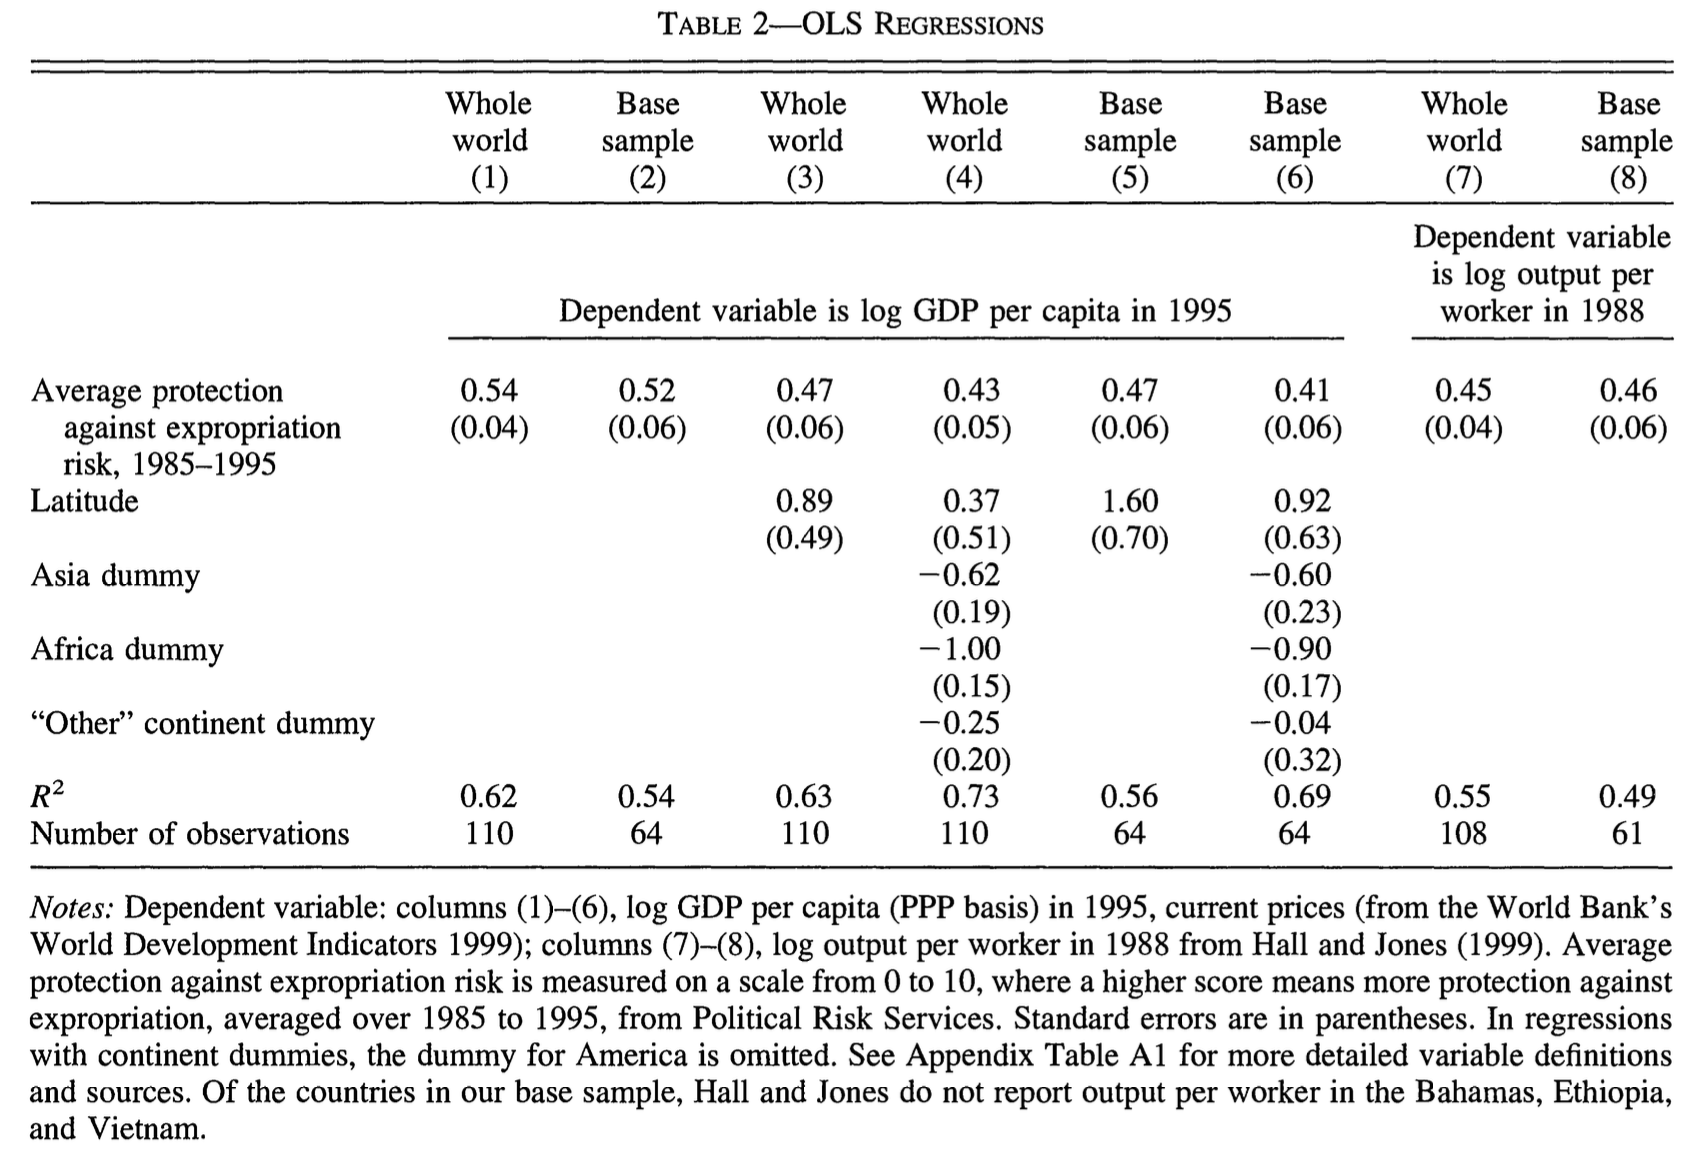 TABLE 2—OLS REGRESSIONS
Whole world (1) Base sample (2) Whole world (3) Whole world (4) Base sample (5) Base sample (6) Whole world (7) Base sample (8)
Dependent variable is log GDP per capita in 1995 Dependent variable is log output per worker in 1988
Average protection 0.54 0.52 0.47 0.43 0.47 0.41 0.45 0.46
against expropriation (0.04) (0.06) (0.06) (0.05) (0.06) (0.06) (0.04) (0.06)
risk, 1985–1995
Latitude 0.89 0.37 1.60 0.92
(0.49) (0.51) (0.70) (0.63)
Asia dummy −0.62 −0.60
(0.19) (0.23)
Africa dummy −1.00 −0.90
(0.15) (0.17)
“Other” continent dummy −0.25 −0.04
(0.20) (0.32)
R² 0.62 0.54 0.63 0.73 0.56 0.69 0.55 0.49
Number of observations 110 64 110 110 64 64 108 61
Notes: Dependent variable: columns (1)–(6), log GDP per capita (PPP basis) in 1995, current prices (from the World Bank’s
World Development Indicators 1999); columns (7)–(8), log output per worker in 1988 from Hall and Jones (1999). Average
protection against expropriation risk is measured on a scale from 0 to 10, where a higher score means more protection against
expropriation, averaged over 1985 to 1995, from Political Risk Services. Standard errors are in parentheses. In regressions
with continent dummies, the dummy for America is omitted. See Appendix Table A1 for more detailed variable definitions
and sources. Of the countries in our base sample, Hall and Jones do not report output per worker in the Bahamas, Ethiopia,
and Vietnam.